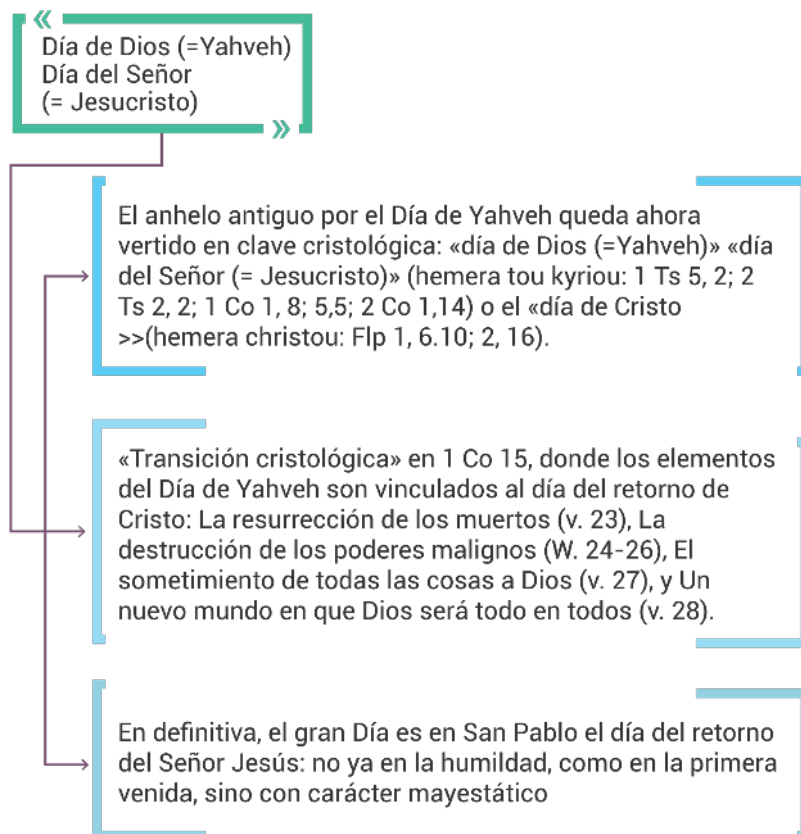 «
Día de Dios (=Yahveh)
Día del Señor
(= Jesucristo)
»
El anhelo antiguo por el Día de Yahveh queda ahora
vertido en clave cristológica: «día de Dios (=Yahveh)» «día
del Señor (= Jesucristo)» (hemera tou kyriou: 1 Ts 5, 2; 2
Ts 2, 2; 1 Co 1, 8; 5,5; 2 Co 1,14) o el «día de Cristo
>>(hemera christou: Flp 1, 6.10; 2, 16).
«Transición cristológica» en 1 Co 15, donde los elementos
del Día de Yahveh son vinculados al día del retorno de
Cristo: La resurrección de los muertos (v. 23), La
destrucción de los poderes malignos (W. 24-26), El
sometimiento de todas las cosas a Dios (v. 27), y Un
nuevo mundo en que Dios será todo en todos (v. 28).
En definitiva, el gran Día es en San Pablo el día del retorno
del Señor Jesús: no ya en la humildad, como en la primera
venida, sino con carácter mayestático